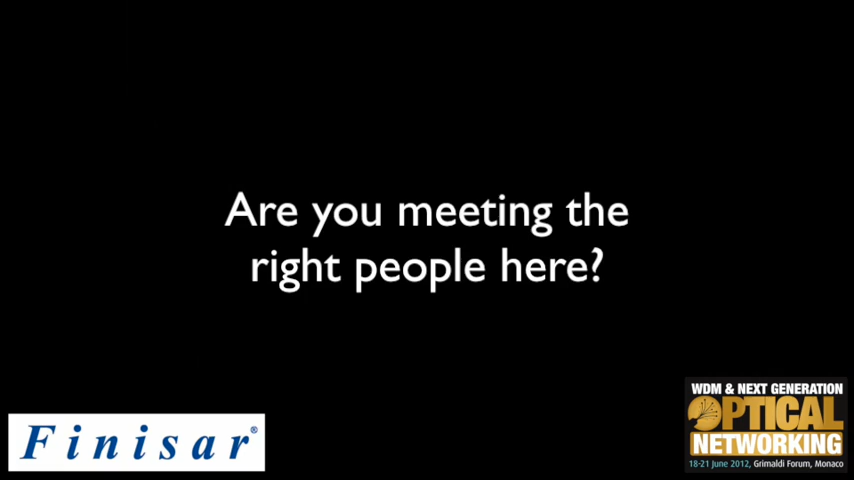 Are you meeting the
right people here?
Finisar®
WDM & NEXT GENERATION
OPTICAL
NETWORKING
18-21 June 2012, Grimaldi Forum, Monaco